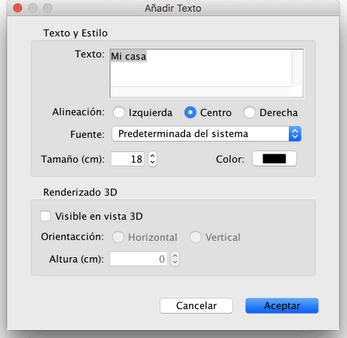 Añadir Texto
Texto y Estilo
Texto: Mi casa
Alineación: Izquierda Centro Derecha
Fuente: Predeterminada del sistema
Tamaño (cm): 18 Color:
Renderizado 3D
Visible en vista 3D
Orientacción: Horizontal Vertical
Altura (cm): 0
Cancelar Aceptar